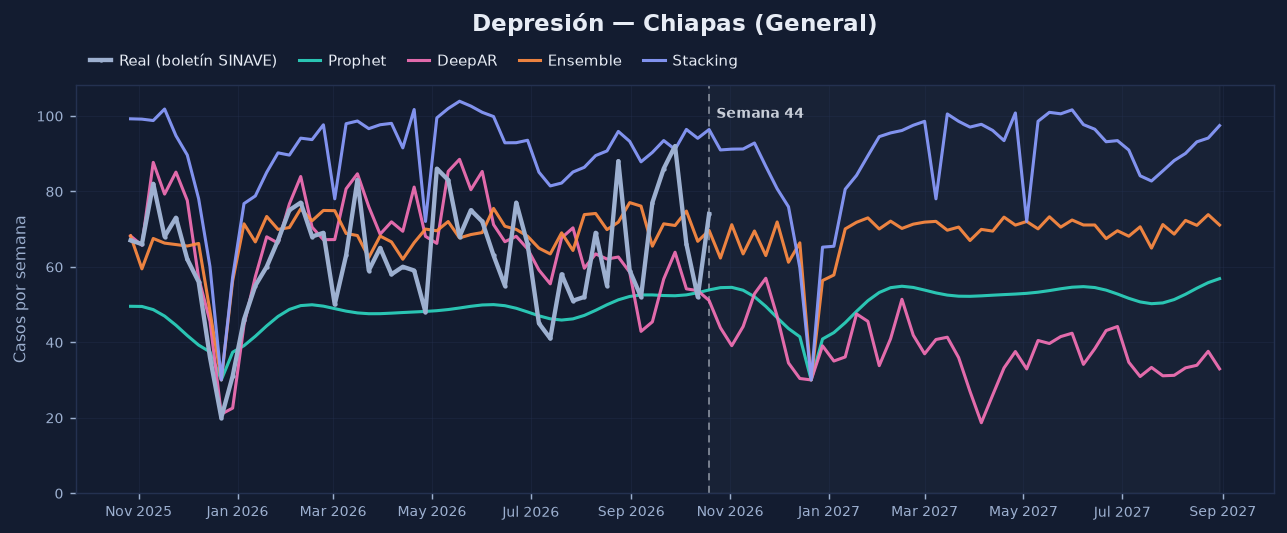 Depresión — Chiapas (General)
Real (boletín SINAVE) Prophet DeepAR Ensemble Stacking
Semana 44
Casos por semana
100
80
60
40
20
0
Nov 2025 Jan 2026 Mar 2026 May 2026 Jul 2026 Sep 2026 Nov 2026 Jan 2027 Mar 2027 May 2027 Jul 2027 Sep 2027